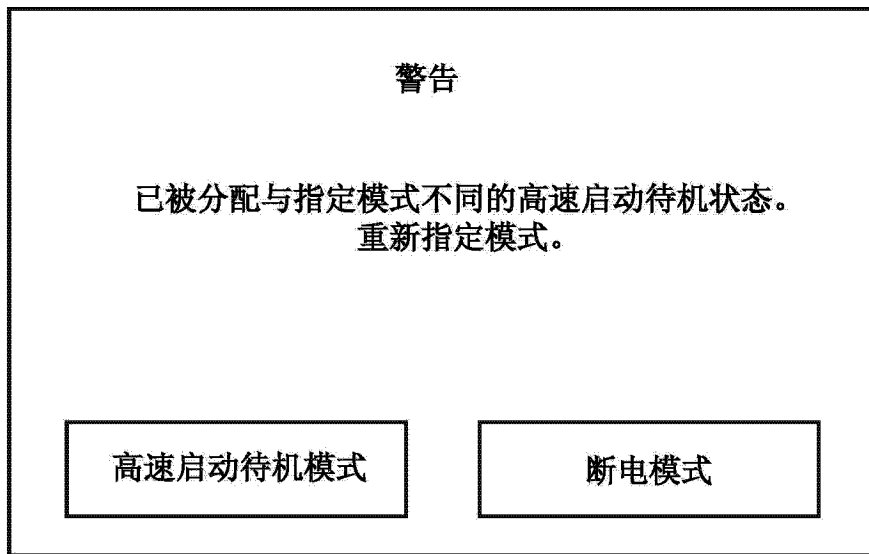 警告
已被分配与指定模式不同的高速启动待机状态。
重新指定模式。
高速启动待机模式
断电模式